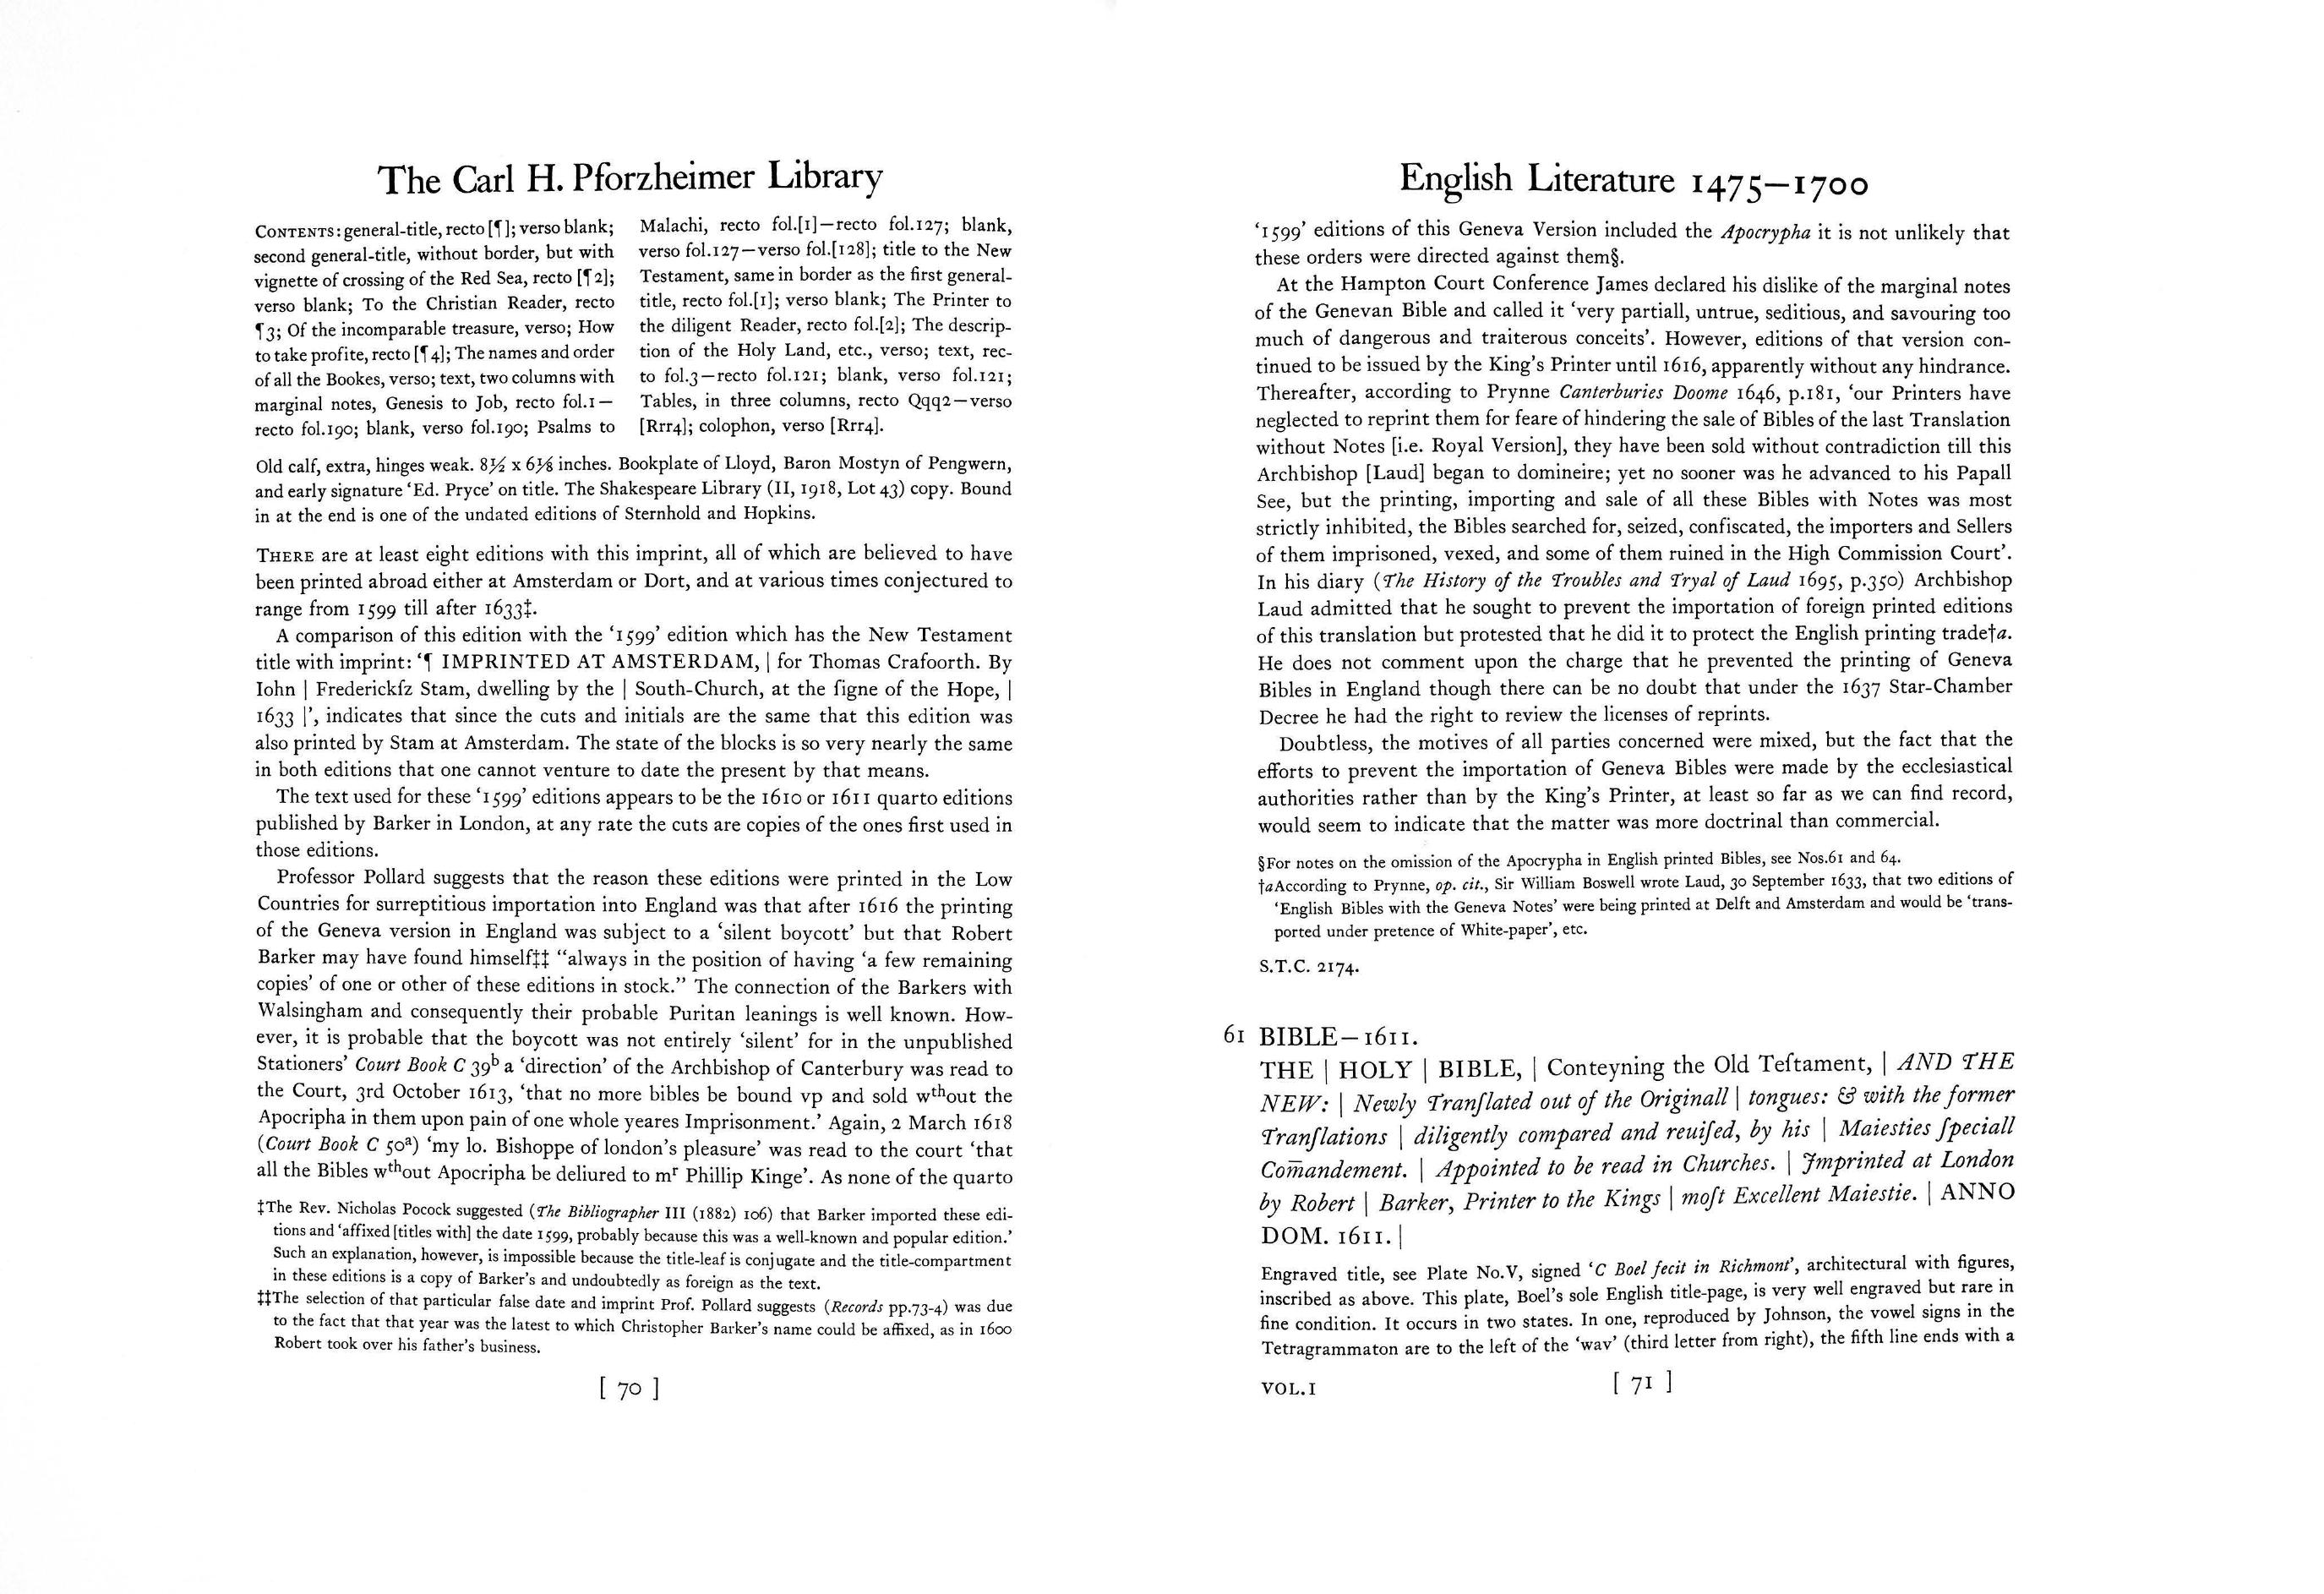 The Carl H. Pforzheimer Library
CONTENTS: general-title, recto [¶]; verso blank;
second general-title, without border, but with
vignette of crossing of the Red Sea, recto [¶2];
verso blank; To the Christian Reader, recto
¶3; Of the incomparable treasure, verso; How
to take profite, recto [¶4]; The names and order
of all the Bookes, verso; text, two columns with
marginal notes, Genesis to Job, recto fol.1—
recto fol.190; blank, verso fol.190; Psalms to
Malachi, recto fol.[1]—recto fol.127; blank,
verso fol.127—verso fol.[128]; title to the New
Testament, same in border as the first general-
title, recto fol.[1]; verso blank; The Printer to
the diligent Reader, recto fol.[2]; The descrip-
tion of the Holy Land, etc., verso; text, rec-
to fol.3—recto fol.121; blank, verso fol.121;
Tables, in three columns, recto Qqq2—verso
[Rrr4]; colophon, verso [Rrr4].
Old calf, extra, hinges weak. 8½ x 6⅛ inches. Bookplate of Lloyd, Baron Mostyn of Pengwern,
and early signature ‘Ed. Pryce’ on title. The Shakespeare Library (II, 1918, Lot 43) copy. Bound
in at the end is one of the undated editions of Sternhold and Hopkins.
THERE are at least eight editions with this imprint, all of which are believed to have
been printed abroad either at Amsterdam or Dort, and at various times conjectured to
range from 1599 till after 1633‡.
A comparison of this edition with the ‘1599’ edition which has the New Testament
title with imprint: ‘¶ IMPRINTED AT AMSTERDAM, | for Thomas Crafoorth. By
Iohn | Frederickſz Stam, dwelling by the | South-Church, at the ſigne of the Hope, |
1633 |’, indicates that since the cuts and initials are the same that this edition was
also printed by Stam at Amsterdam. The state of the blocks is so very nearly the same
in both editions that one cannot venture to date the present by that means.
The text used for these ‘1599’ editions appears to be the 1610 or 1611 quarto editions
published by Barker in London, at any rate the cuts are copies of the ones first used in
those editions.
Professor Pollard suggests that the reason these editions were printed in the Low
Countries for surreptitious importation into England was that after 1616 the printing
of the Geneva version in England was subject to a ‘silent boycott’ but that Robert
Barker may have found himself‡‡ “always in the position of having ‘a few remaining
copies’ of one or other of these editions in stock.” The connection of the Barkers with
Walsingham and consequently their probable Puritan leanings is well known. How-
ever, it is probable that the boycott was not entirely ‘silent’ for in the unpublished
Stationers’ Court Book C 39ᵇ a ‘direction’ of the Archbishop of Canterbury was read to
the Court, 3rd October 1613, ‘that no more bibles be bound vp and sold wᵗʰout the
Apocripha in them upon pain of one whole yeares Imprisonment.’ Again, 2 March 1618
(Court Book C 50ᵃ) ‘my lo. Bishoppe of london’s pleasure’ was read to the court ‘that
all the Bibles wᵗʰout Apocripha be deliured to mʳ Phillip Kinge’. As none of the quarto
‡The Rev. Nicholas Pocock suggested (The Bibliographer III (1882) 106) that Barker imported these edi-
tions and ‘affixed [titles with] the date 1599, probably because this was a well-known and popular edition.’
Such an explanation, however, is impossible because the title-leaf is conjugate and the title-compartment
in these editions is a copy of Barker’s and undoubtedly as foreign as the text.
‡‡The selection of that particular false date and imprint Prof. Pollard suggests (Records pp.73-4) was due
to the fact that that year was the latest to which Christopher Barker’s name could be affixed, as in 1600
Robert took over his father’s business.
[ 70 ]
English Literature 1475—1700
‘1599’ editions of this Geneva Version included the Apocrypha it is not unlikely that
these orders were directed against them§.
At the Hampton Court Conference James declared his dislike of the marginal notes
of the Genevan Bible and called it ‘very partiall, untrue, seditious, and savouring too
much of dangerous and traiterous conceits’. However, editions of that version con-
tinued to be issued by the King’s Printer until 1616, apparently without any hindrance.
Thereafter, according to Prynne Canterburies Doome 1646, p.181, ‘our Printers have
neglected to reprint them for feare of hindering the sale of Bibles of the last Translation
without Notes [i.e. Royal Version], they have been sold without contradiction till this
Archbishop [Laud] began to domineire; yet no sooner was he advanced to his Papall
See, but the printing, importing and sale of all these Bibles with Notes was most
strictly inhibited, the Bibles searched for, seized, confiscated, the importers and Sellers
of them imprisoned, vexed, and some of them ruined in the High Commission Court’.
In his diary (The History of the Troubles and Tryal of Laud 1695, p.350) Archbishop
Laud admitted that he sought to prevent the importation of foreign printed editions
of this translation but protested that he did it to protect the English printing trade†a.
He does not comment upon the charge that he prevented the printing of Geneva
Bibles in England though there can be no doubt that under the 1637 Star-Chamber
Decree he had the right to review the licenses of reprints.
Doubtless, the motives of all parties concerned were mixed, but the fact that the
efforts to prevent the importation of Geneva Bibles were made by the ecclesiastical
authorities rather than by the King’s Printer, at least so far as we can find record,
would seem to indicate that the matter was more doctrinal than commercial.
§For notes on the omission of the Apocrypha in English printed Bibles, see Nos.61 and 64.
†aAccording to Prynne, op. cit., Sir William Boswell wrote Laud, 30 September 1633, that two editions of
‘English Bibles with the Geneva Notes’ were being printed at Delft and Amsterdam and would be ‘trans-
ported under pretence of White-paper’, etc.
S.T.C. 2174.
61 BIBLE—1611.
THE | HOLY | BIBLE, | Conteyning the Old Teſtament, | AND THE
NEW: | Newly Tranſlated out of the Originall | tongues: & with the former
Tranſlations | diligently compared and reuiſed, by his | Maiesties ſpeciall
Com̄andement. | Appointed to be read in Churches. | Imprinted at London
by Robert | Barker, Printer to the Kings | moſt Excellent Maiestie. | ANNO
DOM. 1611. |
Engraved title, see Plate No.V, signed ‘C Boel fecit in Richmont’, architectural with figures,
inscribed as above. This plate, Boel’s sole English title-page, is very well engraved but rare in
fine condition. It occurs in two states. In one, reproduced by Johnson, the vowel signs in the
Tetragrammaton are to the left of the ‘wav’ (third letter from right), the fifth line ends with a
VOL.I
[ 71 ]